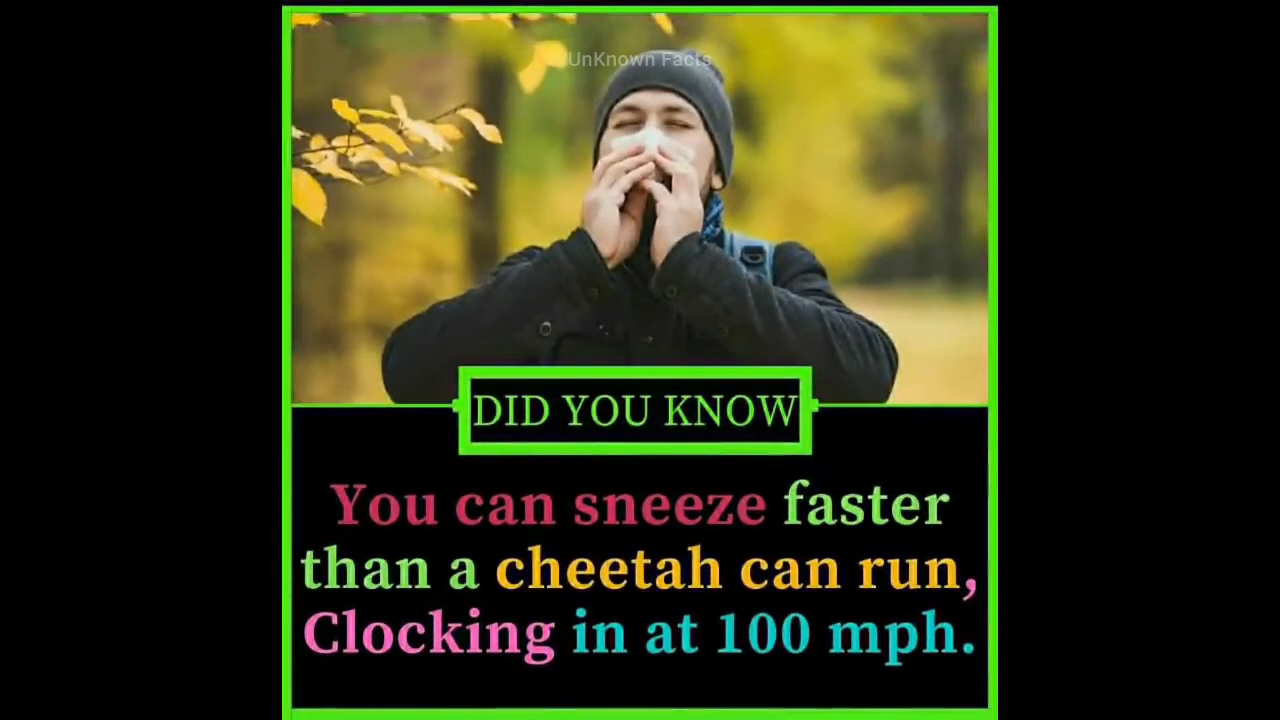 UnKnown Facts
DID YOU KNOW
You can sneeze faster
than a cheetah can run,
Clocking in at 100 mph.